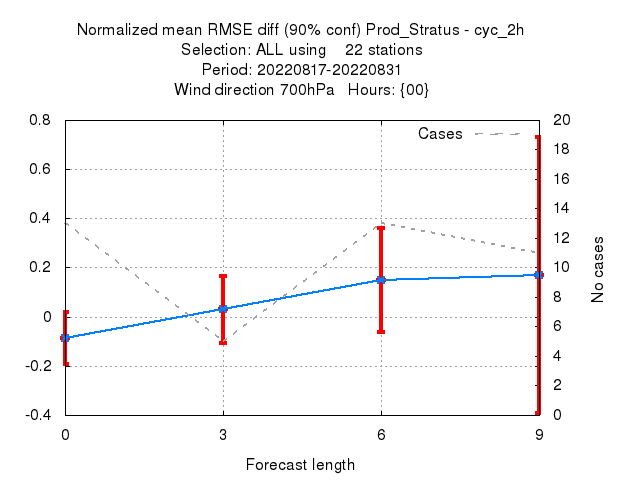 Normalized mean RMSE diff (90% conf) Prod_Stratus - cyc_2h
Selection: ALL using 22 stations
Period: 20220817-20220831
Wind direction 700hPa Hours: {00}
Cases
0.8
0.6
0.4
0.2
0
-0.2
-0.4
20
18
16
14
12
10
8
6
4
2
0
No cases
0 3 6 9
Forecast length